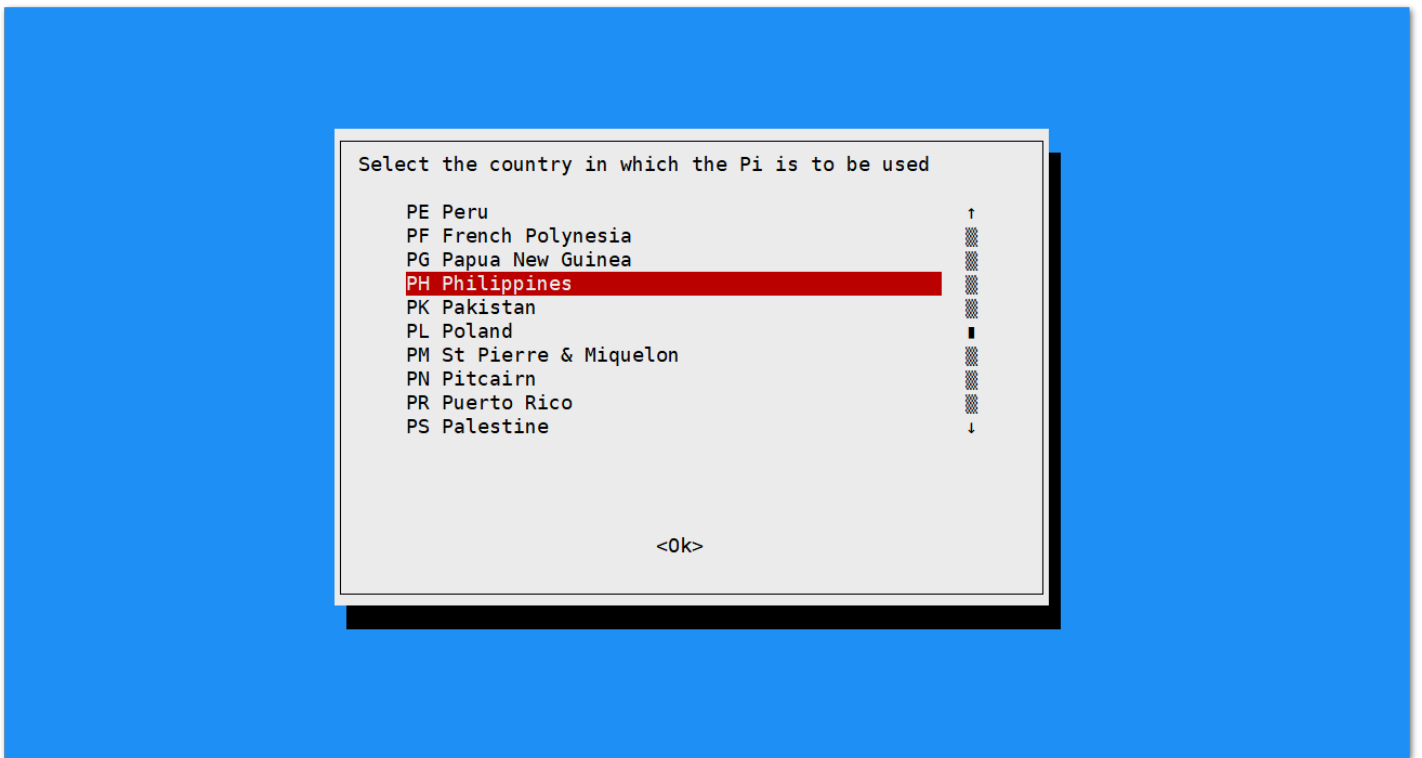 Select the country in which the Pi is to be used
PE Peru
PF French Polynesia
PG Papua New Guinea
PH Philippines
PK Pakistan
PL Poland
PM St Pierre & Miquelon
PN Pitcairn
PR Puerto Rico
PS Palestine
<Ok>